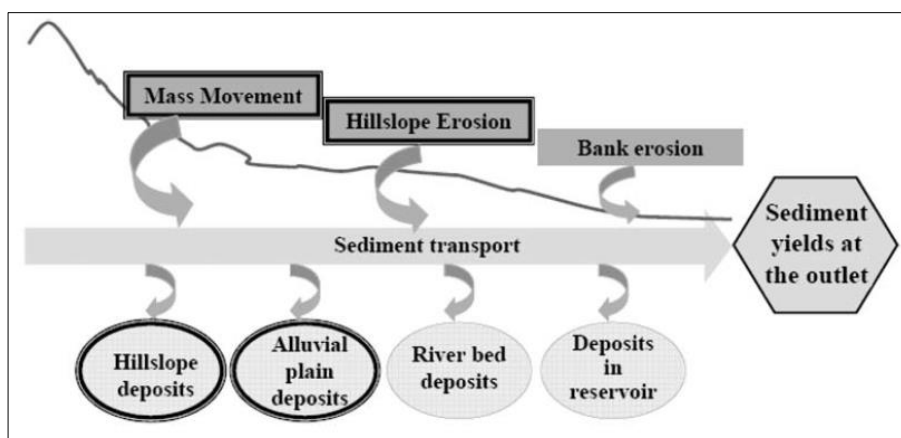 Mass Movement
Hillslope Erosion
Bank erosion
Sediment transport
Sediment
yields at
the outlet
Hillslope
deposits
Alluvial
plain
deposits
River bed
deposits
Deposits
in
reservoir